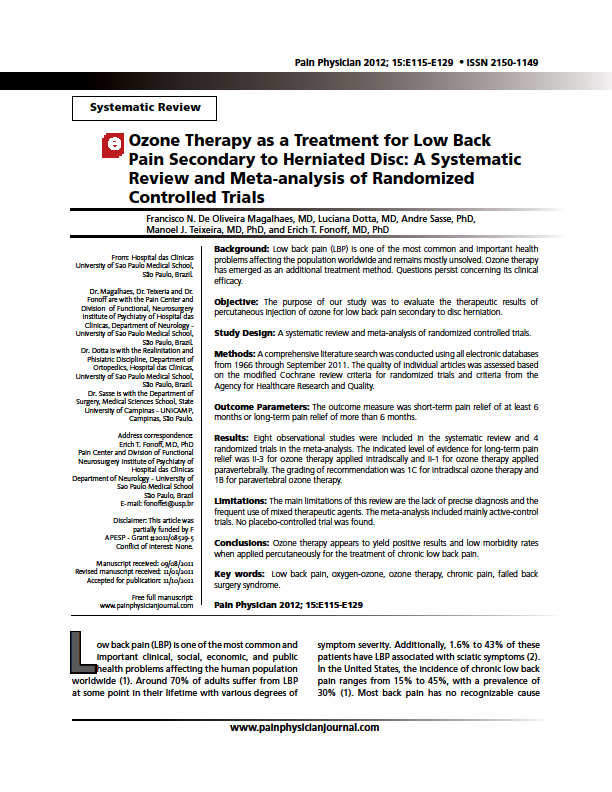 Pain Physician 2012; 15:E115-E129 • ISSN 2150-1149
Systematic Review
Ozone Therapy as a Treatment for Low Back
Pain Secondary to Herniated Disc: A Systematic
Review and Meta-analysis of Randomized
Controlled Trials
Francisco N. De Oliveira Magalhaes, MD, Luciana Dotta, MD, Andre Sasse, PhD,
Manoel J. Teixeira, MD, PhD, and Erich T. Fonoff, MD, PhD
From: Hospital das Clinicas
University of Sao Paulo Medical School,
São Paulo, Brazil.
Dr. Magalhaes, Dr. Teixeria and Dr.
Fonoff are with the Pain Center and
Division of Functional, Neurosurgery
Institute of Psychiatry of Hospital das
Clinicas, Department of Neurology -
University of Sao Paulo Medical School,
São Paulo, Brazil.
Dr. Dotta is with the Realinitation and
Phisiatric Discipline, Department of
Ortopedics, Hospital das Clinicas,
University of Sao Paulo Medical School,
São Paulo, Brazil.
Dr. Sasse is with the Department of
Surgery, Medical Sciences School, State
University of Campinas - UNICAMP,
Campinas, São Paulo.
Address correspondence:
Erich T. Fonoff, MD, PhD
Pain Center and Division of Functional
Neurosurgery Institute of Psychiatry of
Hospital das Clinicas
Department of Neurology - University of
Sao Paulo Medical School
São Paulo, Brazil
E-mail: fonoffet@usp.br
Disclaimer: This article was
partially funded by F
APESP - Grant #2011/08529-5
Conflict of interest: None.
Manuscript received: 09/08/2011
Revised manuscript received: 11/01/2011
Accepted for publication: 11/10/2011
Free full manuscript:
www.painphysicianjournal.com
Background: Low back pain (LBP) is one of the most common and important health
problems affecting the population worldwide and remains mostly unsolved. Ozone therapy
has emerged as an additional treatment method. Questions persist concerning its clinical
efficacy.
Objective: The purpose of our study was to evaluate the therapeutic results of
percutaneous injection of ozone for low back pain secondary to disc herniation.
Study Design: A systematic review and meta-analysis of randomized controlled trials.
Methods: A comprehensive literature search was conducted using all electronic databases
from 1966 through September 2011. The quality of individual articles was assessed based
on the modified Cochrane review criteria for randomized trials and criteria from the
Agency for Healthcare Research and Quality.
Outcome Parameters: The outcome measure was short-term pain relief of at least 6
months or long-term pain relief of more than 6 months.
Results: Eight observational studies were included in the systematic review and 4
randomized trials in the meta-analysis. The indicated level of evidence for long-term pain
relief was II-3 for ozone therapy applied intradiscally and II-1 for ozone therapy applied
paravertebrally. The grading of recommendation was 1C for intradiscal ozone therapy and
1B for paravertebral ozone therapy.
Limitations: The main limitations of this review are the lack of precise diagnosis and the
frequent use of mixed therapeutic agents. The meta-analysis included mainly active-control
trials. No placebo-controlled trial was found.
Conclusions: Ozone therapy appears to yield positive results and low morbidity rates
when applied percutaneously for the treatment of chronic low back pain.
Key words: Low back pain, oxygen-ozone, ozone therapy, chronic pain, failed back
surgery syndrome.
Pain Physician 2012; 15:E115-E129
Low back pain (LBP) is one of the most common and
important clinical, social, economic, and public
health problems affecting the human population
worldwide (1). Around 70% of adults suffer from LBP
at some point in their lifetime with various degrees of
symptom severity. Additionally, 1.6% to 43% of these
patients have LBP associated with sciatic symptoms (2).
In the United States, the incidence of chronic low back
pain ranges from 15% to 45%, with a prevalence of
30% (1). Most back pain has no recognizable cause
www.painphysicianjournal.com